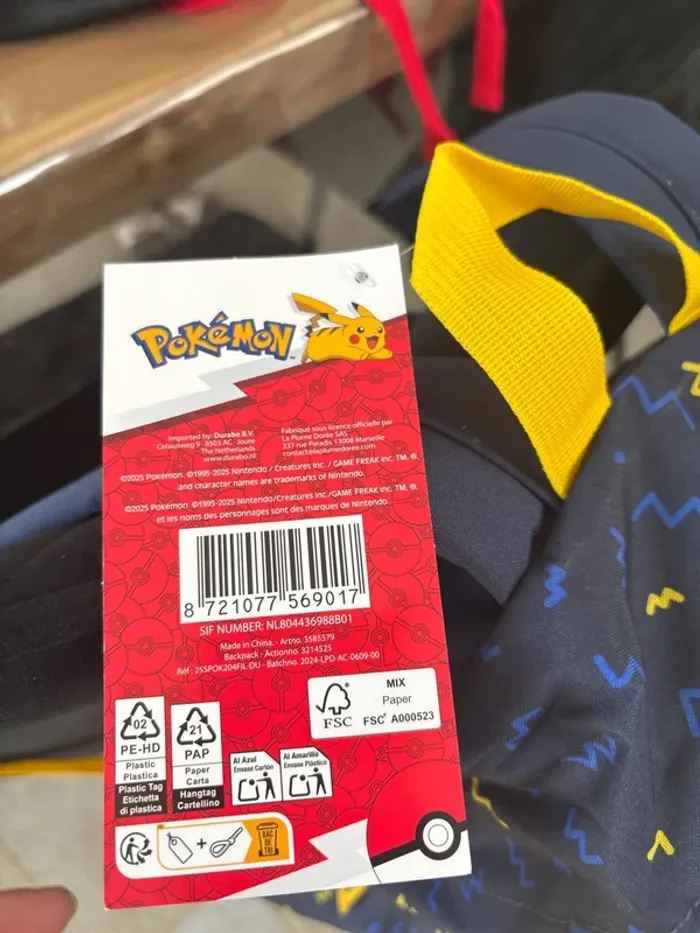 POKéMON
TM
Imported by: Durabo B.V.
Celsiusweg 9 8503 AC Joure
The Netherlands
www.durabo.nl
Fabriqué sous licence officielle par
La Plume Dorée SAS
337 rue Paradis 13008 Marseille
contact@laplumedoree.com
©2025 Pokémon. ©1995-2025 Nintendo/Creatures Inc. /GAME FREAK inc. TM, ®,
and character names are trademarks of Nintendo.
©2025 Pokémon. ©1995-2025 Nintendo/Creatures Inc. /GAME FREAK inc. TM, ®,
et les noms des personnages sont des marques de Nintendo.
8 721077 569017
SIF NUMBER: NL804436988B01
Made in China. - Artno. 3585579
Backpack - Actionno. 3214525
Réf : 25SPOK204FIL-DU - Batchno. 2024-LPD-AC-0609-00
FSC
MIX
Paper
FSC® A000523
02
PE-HD
Plastic
Plastica
Plastic Tag
Etichetta
di plastica
21
PAP
Paper
Carta
Hangtag
Cartellino
Al Azul
Envase Cartón
Al Amarillo
Envase Plástico
+
BAC
DE
TRI